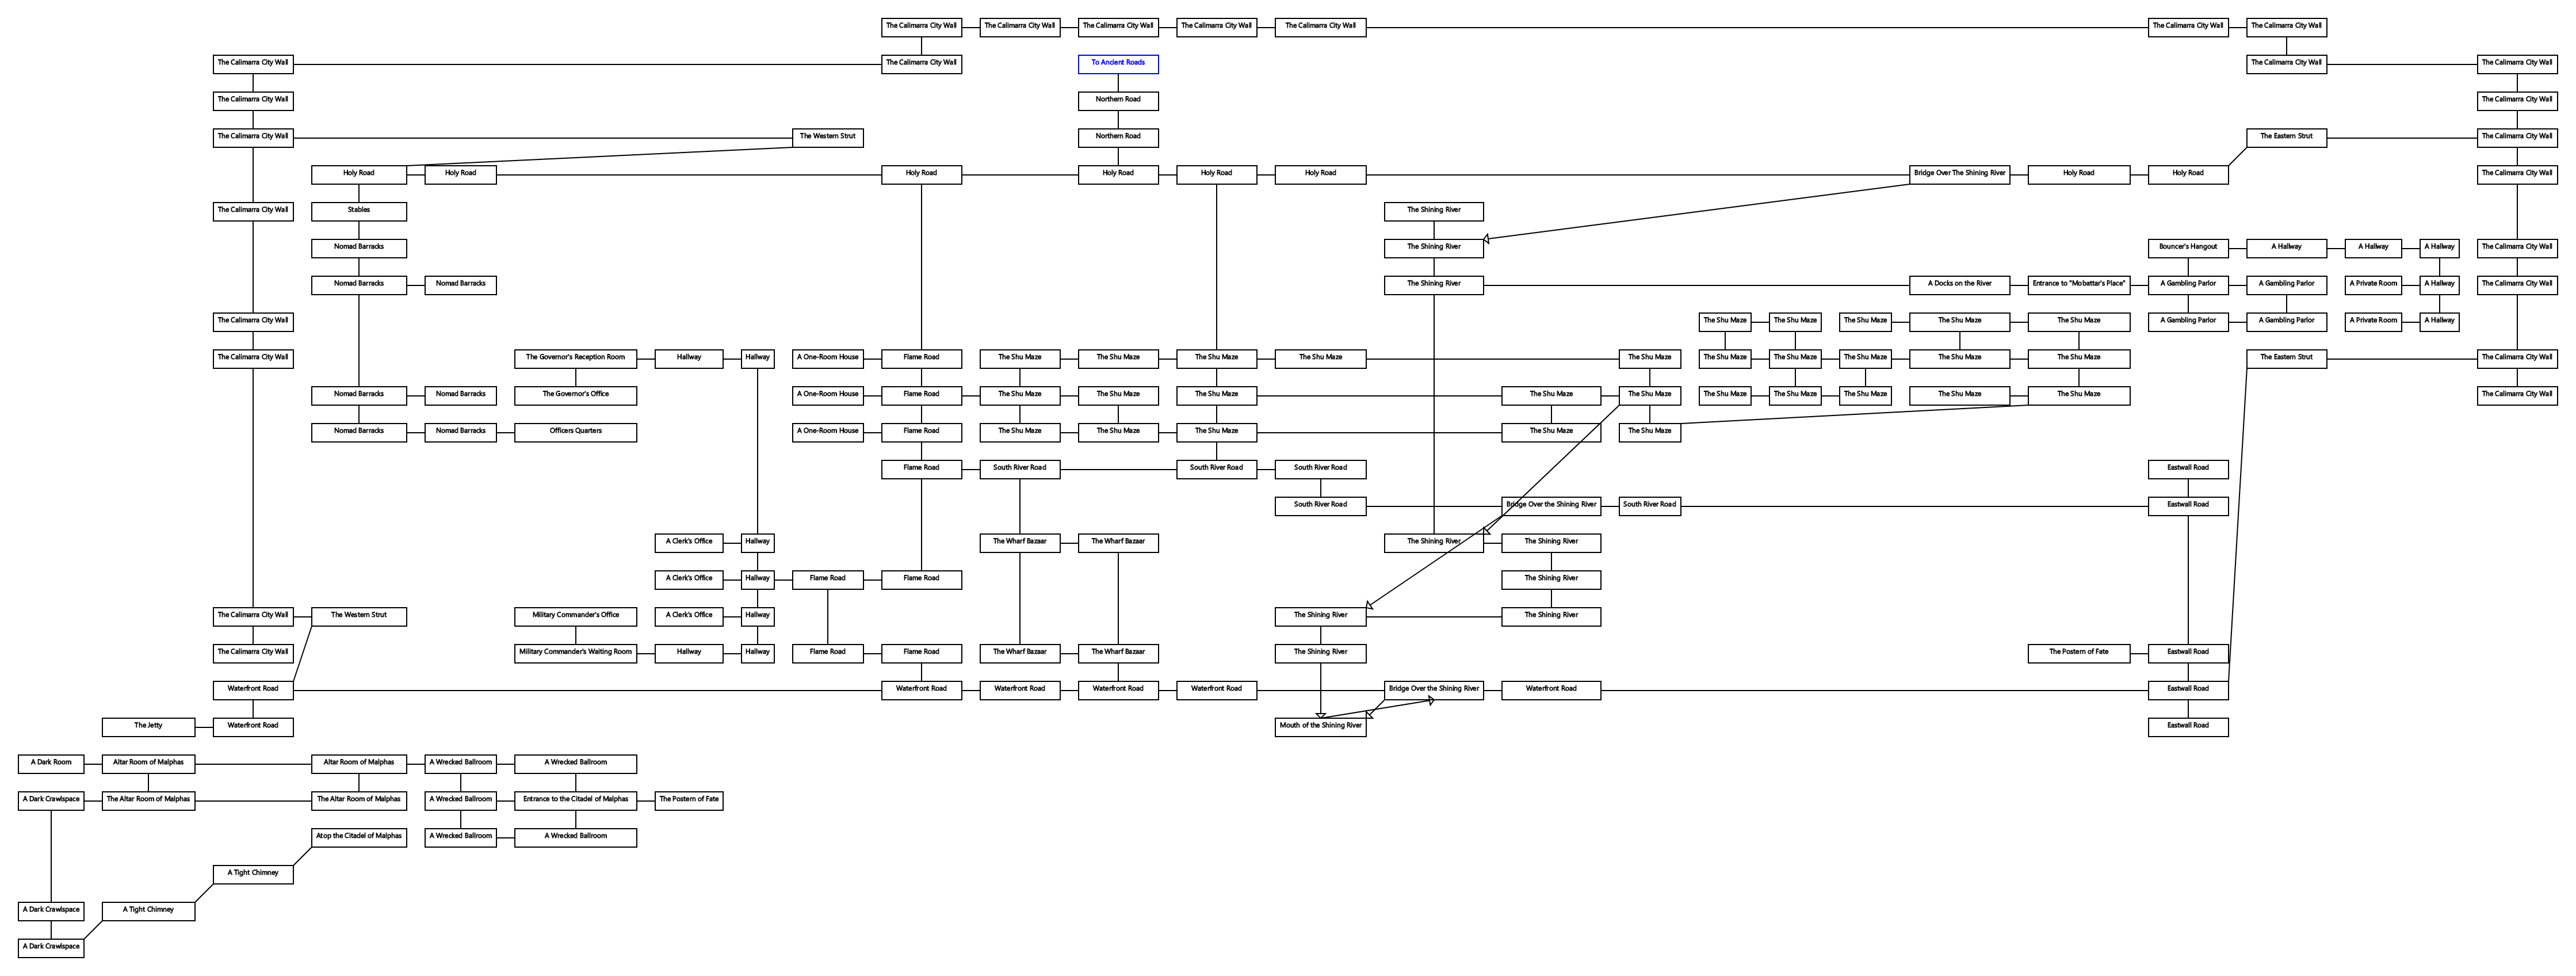 The Calimarra City Wall The Calimarra City Wall The Calimarra City Wall The Calimarra City Wall The Calimarra City Wall The Calimarra City Wall The Calimarra City Wall
The Calimarra City Wall The Calimarra City Wall To Ancient Roads The Calimarra City Wall The Calimarra City Wall
The Calimarra City Wall Northern Road The Calimarra City Wall
The Calimarra City Wall The Western Strut Northern Road The Eastern Strut The Calimarra City Wall
Holy Road Holy Road Holy Road Holy Road Holy Road Holy Road Bridge Over The Shining River Holy Road Holy Road The Calimarra City Wall
The Calimarra City Wall Stables The Shining River
Nomad Barracks The Shining River Bouncer's Hangout A Hallway A Hallway A Hallway The Calimarra City Wall
Nomad Barracks Nomad Barracks The Shining River A Docks on the River Entrance to "Mobattar's Place" A Gambling Parlor A Gambling Parlor A Private Room A Hallway The Calimarra City Wall
The Calimarra City Wall The Shu Maze The Shu Maze The Shu Maze The Shu Maze The Shu Maze A Gambling Parlor A Gambling Parlor A Private Room A Hallway
The Calimarra City Wall The Governor's Reception Room Hallway Hallway A One-Room House Flame Road The Shu Maze The Shu Maze The Shu Maze The Shu Maze The Shu Maze The Shu Maze The Shu Maze The Shu Maze The Shu Maze The Shu Maze The Eastern Strut The Calimarra City Wall
Nomad Barracks Nomad Barracks The Governor's Office A One-Room House Flame Road The Shu Maze The Shu Maze The Shu Maze The Shu Maze The Shu Maze The Shu Maze The Shu Maze The Shu Maze The Shu Maze The Shu Maze The Calimarra City Wall
Nomad Barracks Nomad Barracks Officers Quarters A One-Room House Flame Road The Shu Maze The Shu Maze The Shu Maze The Shu Maze The Shu Maze
Flame Road South River Road South River Road South River Road Eastwall Road
South River Road Bridge Over the Shining River South River Road Eastwall Road
A Clerk's Office Hallway The Wharf Bazaar The Wharf Bazaar The Shining River The Shining River
A Clerk's Office Hallway Flame Road Flame Road The Shining River
The Calimarra City Wall The Western Strut Military Commander's Office A Clerk's Office Hallway The Shining River The Shining River
The Calimarra City Wall Military Commander's Waiting Room Hallway Hallway Flame Road Flame Road The Wharf Bazaar The Wharf Bazaar The Shining River The Postern of Fate Eastwall Road
Waterfront Road Waterfront Road Waterfront Road Waterfront Road Waterfront Road Bridge Over the Shining River Waterfront Road Eastwall Road
The Jetty Waterfront Road Mouth of the Shining River Eastwall Road
A Dark Room Altar Room of Malphas Altar Room of Malphas A Wrecked Ballroom A Wrecked Ballroom
A Dark Crawlspace The Altar Room of Malphas The Altar Room of Malphas A Wrecked Ballroom Entrance to the Citadel of Malphas The Postern of Fate
Atop the Citadel of Malphas A Wrecked Ballroom A Wrecked Ballroom
A Tight Chimney
A Dark Crawlspace A Tight Chimney
A Dark Crawlspace